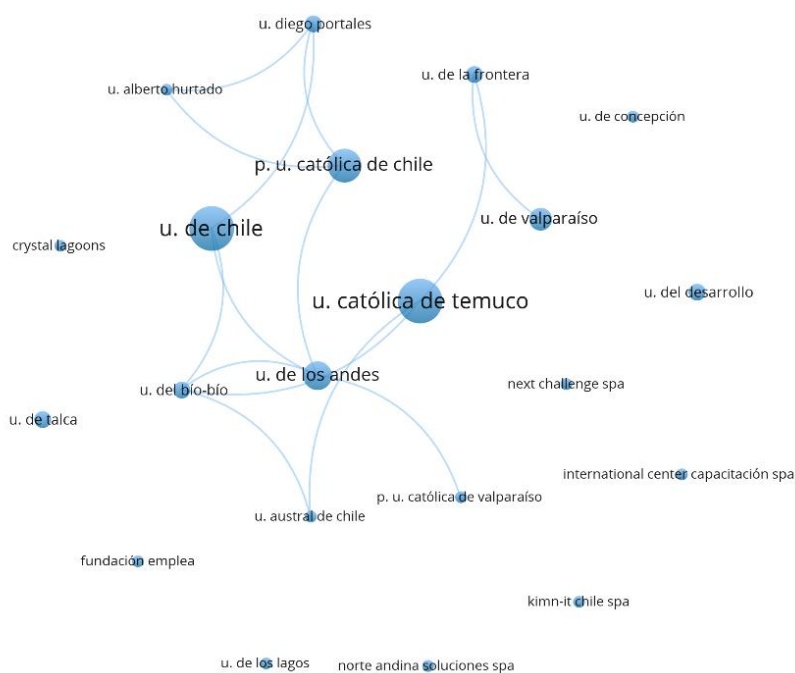 u. diego portales
u. de la frontera
u. alberto hurtado
u. de concepción
p. u. católica de chile
u. de valparaíso
u. de chile
crystal lagoons
u. del desarrollo
u. católica de temuco
u. de los andes
next challenge spa
u. del bío-bío
u. de talca
international center capacitación spa
p. u. católica de valparaíso
u. austral de chile
fundación emplea
kimn-it chile spa
u. de los lagos
norte andina soluciones spa